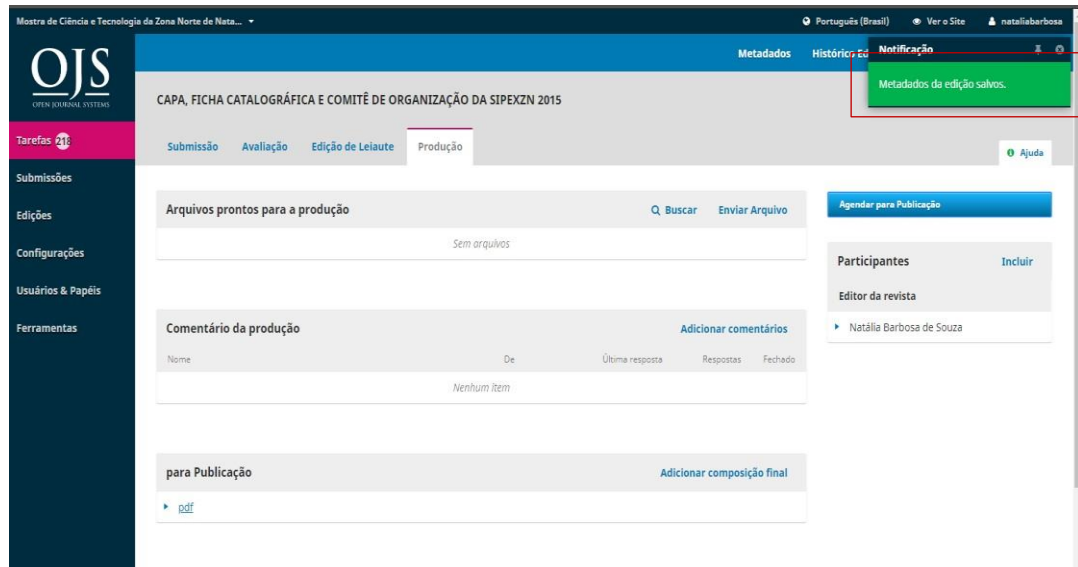 Mostra de Ciência e Tecnologia da Zona Norte de Nata...
Português (Brasil) Ver o Site nataliabarbosa
OJS
OPEN JOURNAL SYSTEMS
Metadados Histórico Ed
Notificação
Metadados da edição salvos.
CAPA, FICHA CATALOGRÁFICA E COMITÊ DE ORGANIZAÇÃO DA SIPEXZN 2015
Tarefas 218
Submissões
Edições
Configurações
Usuários & Papéis
Ferramentas
Submissão Avaliação Edição de Leiaute Produção
Ajuda
Arquivos prontos para a produção Buscar Enviar Arquivo
Sem arquivos
Comentário da produção Adicionar comentários
Nome De Última resposta Respostas Fechado
Nenhum item
para Publicação Adicionar composição final
pdf
Agendar para Publicação
Participantes Incluir
Editor da revista
Natália Barbosa de Souza